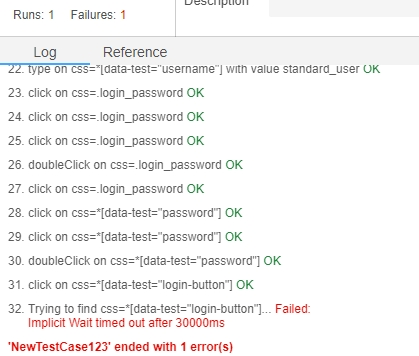 Runs: 1 Failures: 1
Description
Log Reference
22. type on css=*[data-test="username"] with value standard_user OK
23. click on css=.login_password OK
24. click on css=.login_password OK
25. click on css=.login_password OK
26. doubleClick on css=.login_password OK
27. click on css=.login_password OK
28. click on css=*[data-test="password"] OK
29. click on css=*[data-test="password"] OK
30. doubleClick on css=*[data-test="password"] OK
31. click on css=*[data-test="login-button"] OK
32. Trying to find css=*[data-test="login-button"]... Failed:
Implicit Wait timed out after 30000ms
'NewTestCase123' ended with 1 error(s)